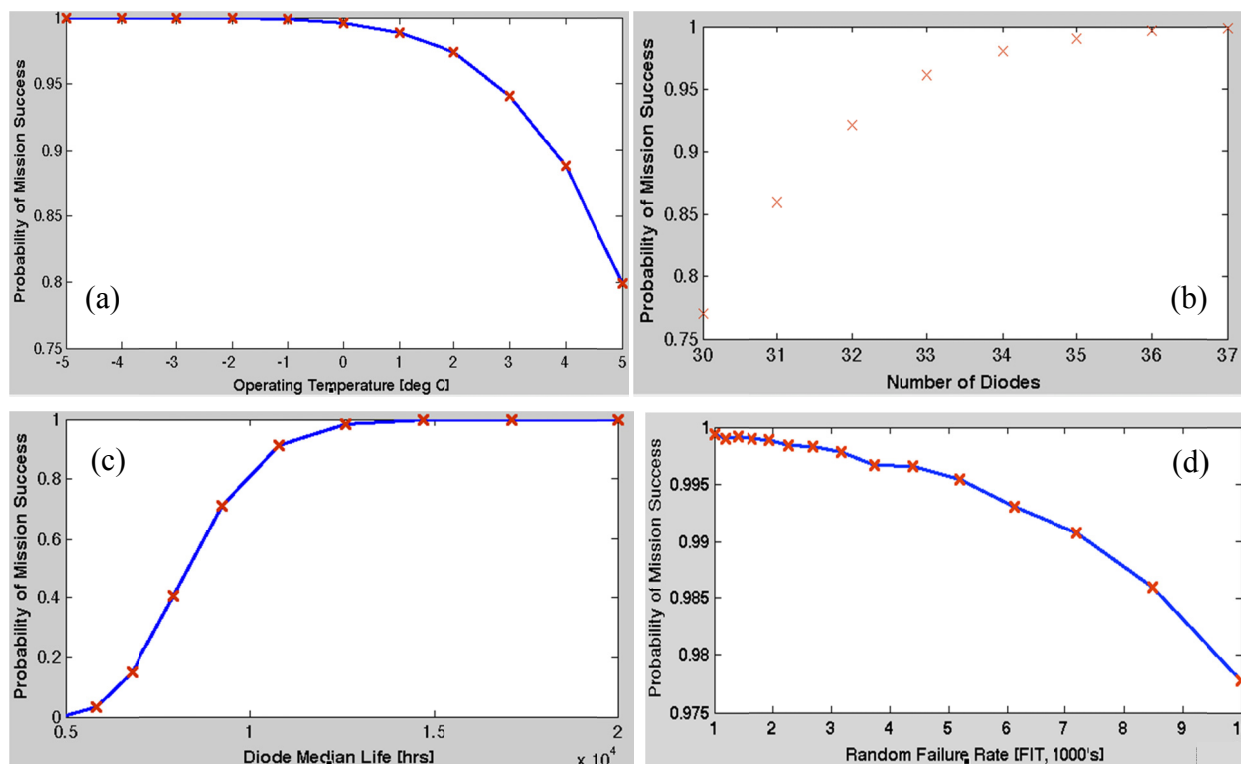 1
0.95
0.9
0.85
0.8
0.75
Probability of Mission Success
(a)
-5 -4 -3 -2 -1 0 1 2 3 4 5
Operating Temperature [deg C]
1
0.95
0.9
0.85
0.8
0.75
Probability of Mission Success
(b)
30 31 32 33 34 35 36 37
Number of Diodes
1
0.8
0.6
0.4
0.2
0
Probability of Mission Success
(c)
0.5 1 1.5 2
Diode Median Life [hrs]
x 10^4
1
0.995
0.99
0.985
0.98
0.975
Probability of Mission Success
(d)
1 2 3 4 5 6 7 8 9 1
Random Failure Rate [FIT, 1000's]